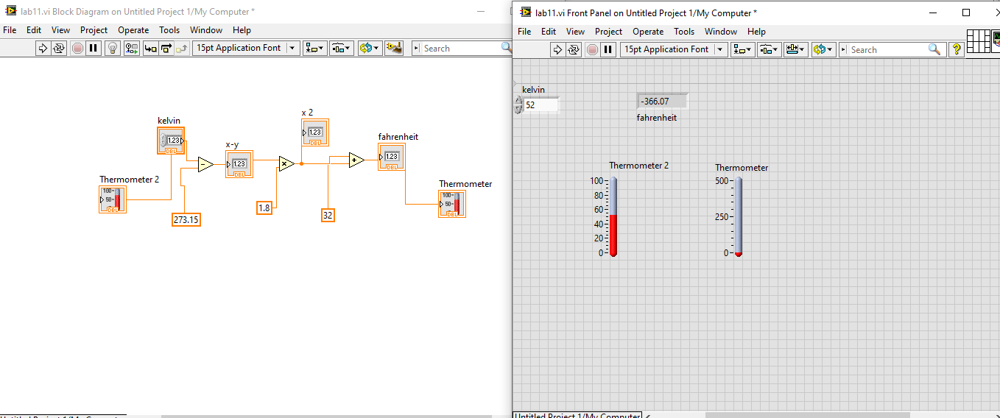 lab11.vi Block Diagram on Untitled Project 1/My Computer *
File Edit View Project Operate Tools Window Help
15pt Application Font Search
kelvin
1.23
DBL
x-y
1.23
DBL
x 2
1.23
DBL
fahrenheit
1.23
DBL
Thermometer 2
100
50
DBL
Thermometer
100
50
DBL
273.15
1.8
32
Untitled Project 1/My Computer
lab11.vi Front Panel on Untitled Project 1/My Computer *
File Edit View Project Operate Tools Window Help
15pt Application Font Search ?
kelvin
52
-366.07
fahrenheit
Thermometer 2
100
80
60
40
20
0
Thermometer
500
250
0
Untitled Project 1/My Computer